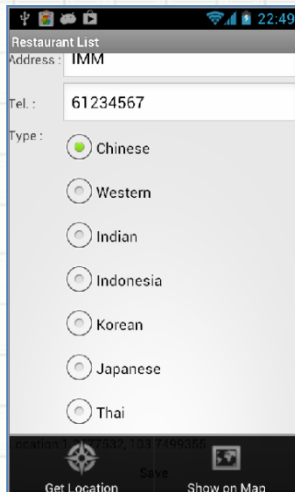 22:49
Restaurant List
Address : IMM
Tel. : 61234567
Type : Chinese
Western
Indian
Indonesia
Korean
Japanese
Thai
Save
Get Location Show on Map